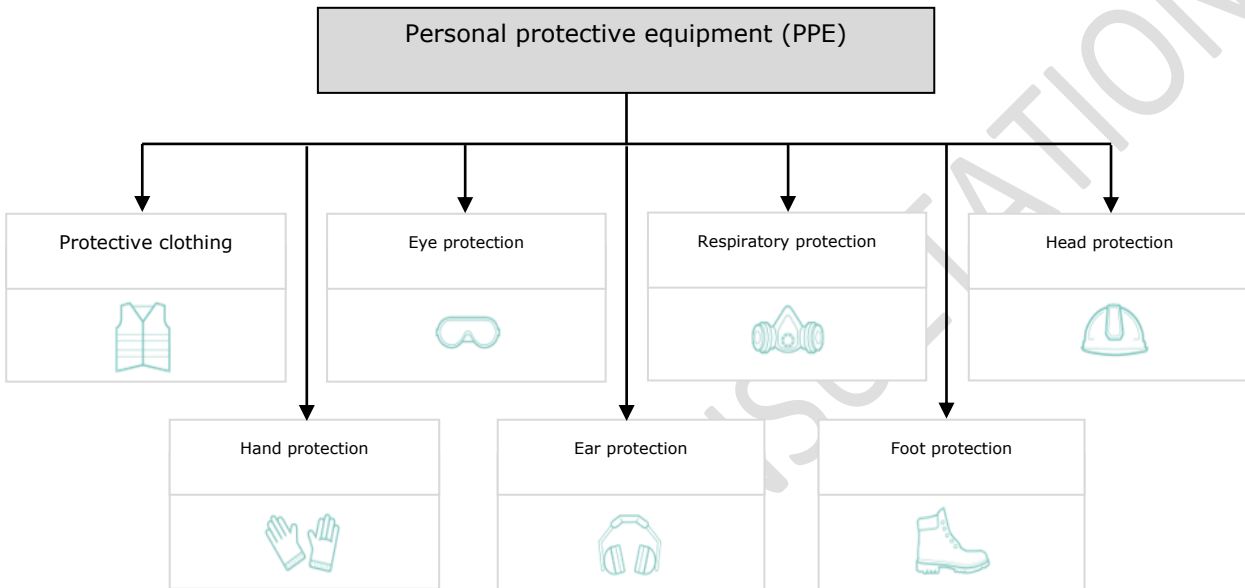 Personal protective equipment (PPE)
Protective clothing
Eye protection
Respiratory protection
Head protection
Hand protection
Ear protection
Foot protection